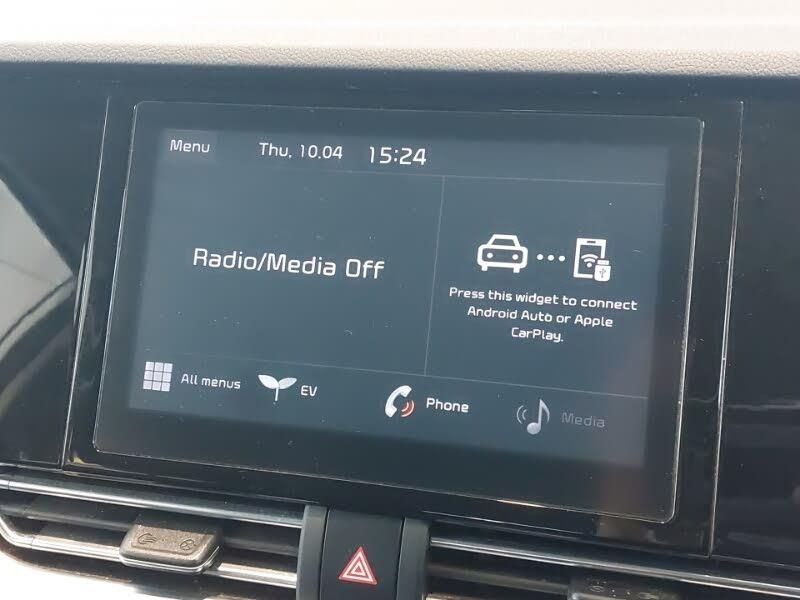 Menu
Thu, 10.04
15:24
Radio/Media Off
Press this widget to connect
Android Auto or Apple
CarPlay.
All menus
EV
Phone
Media